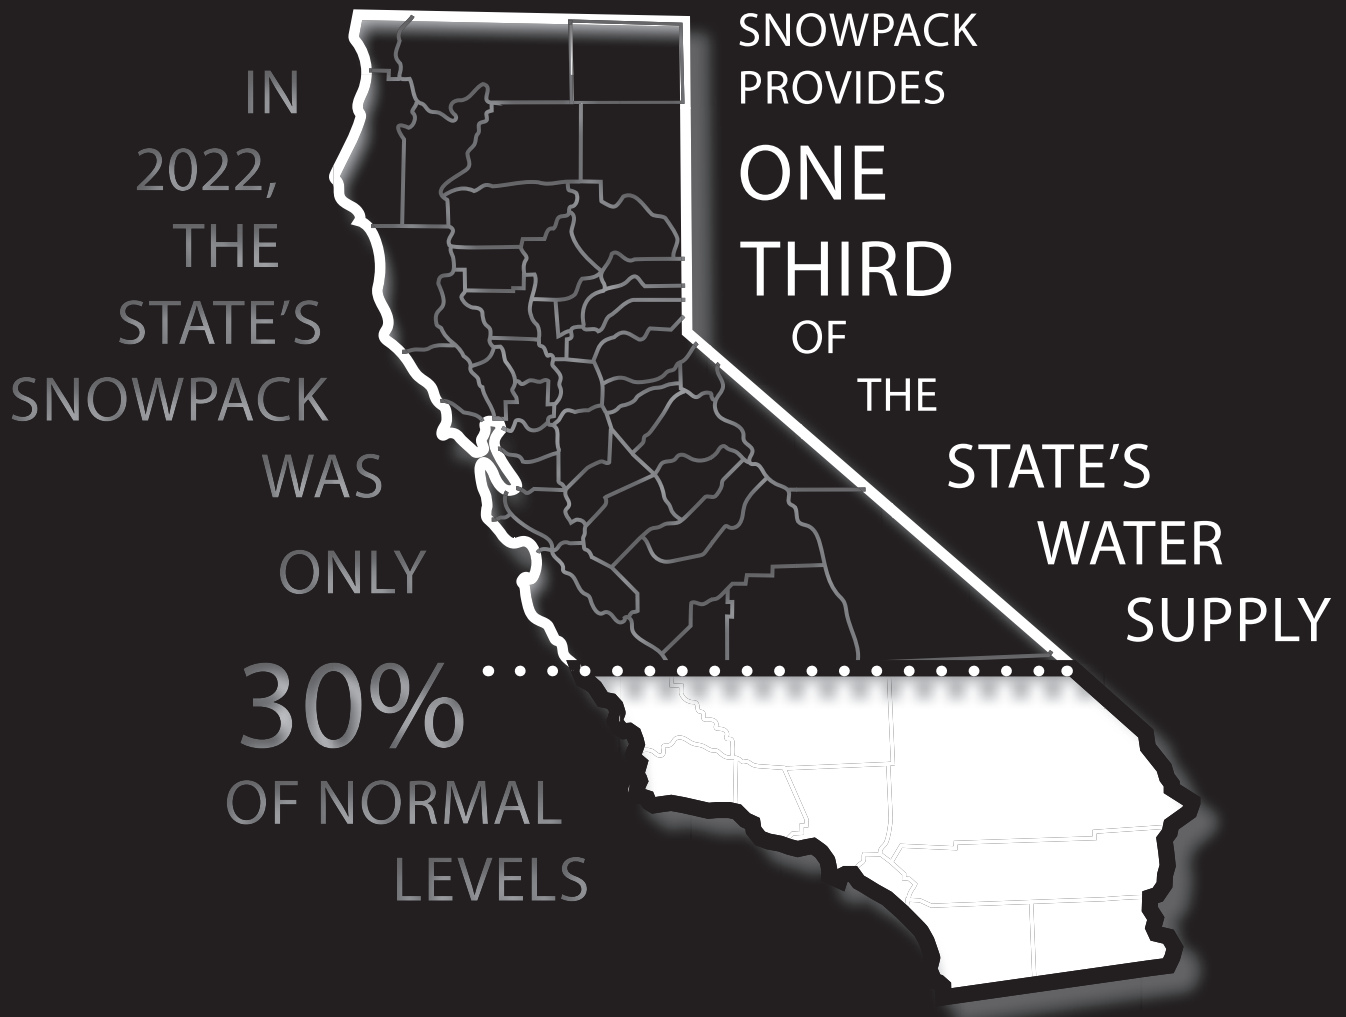 IN
2022,
THE
STATE’S
SNOWPACK
WAS
ONLY
30%
OF NORMAL
LEVELS
SNOWPACK
PROVIDES
ONE
THIRD
OF
THE
STATE’S
WATER
SUPPLY